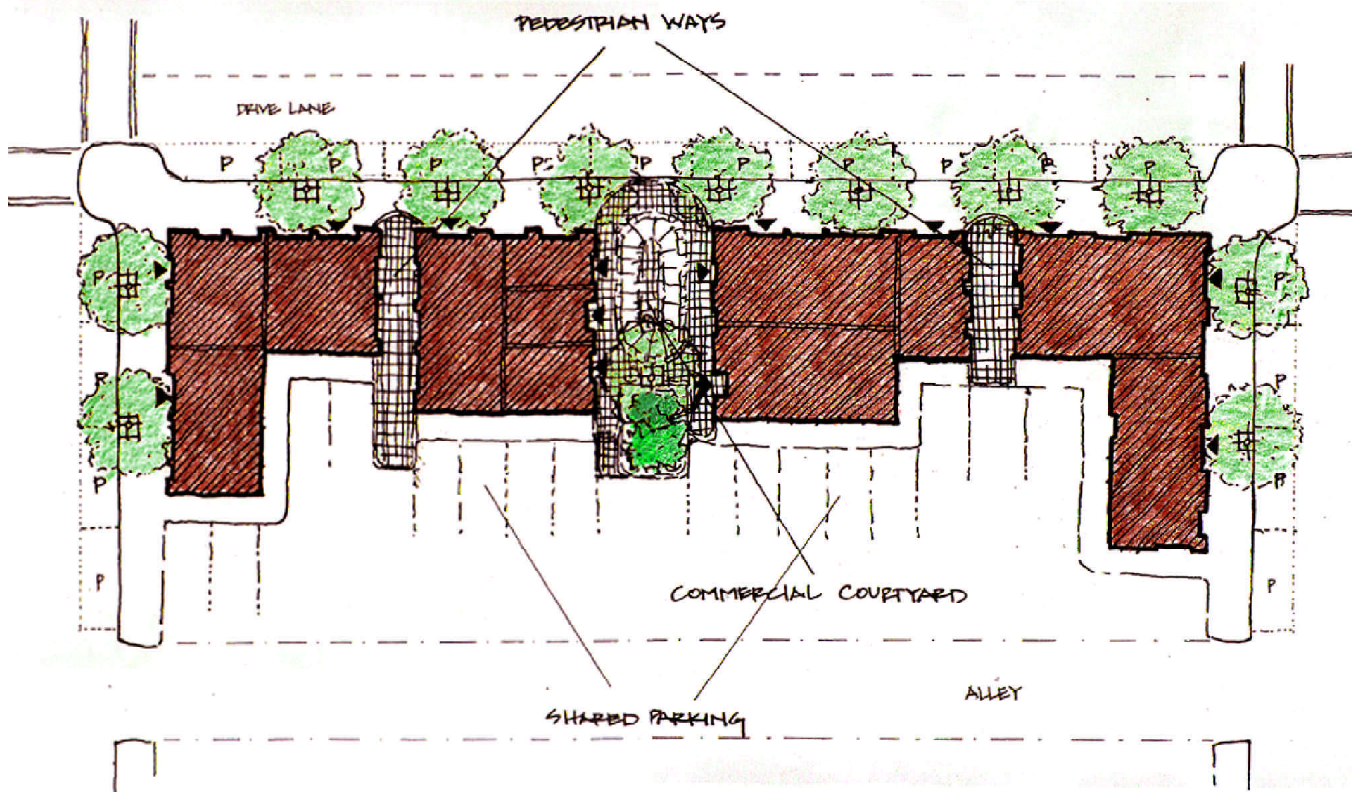 PEDESTRIAN WAYS
DRIVE LANE
P P P P P P P P
P P
P P
P P
P P
COMMERCIAL COURTYARD
ALLEY
SHARED PARKING